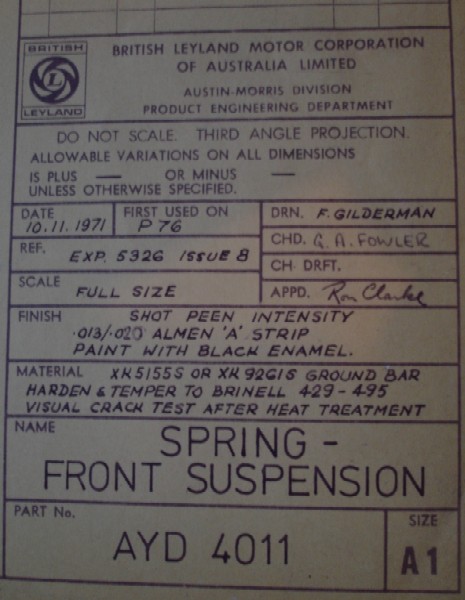 BRITISH
L
LEYLAND
BRITISH LEYLAND MOTOR CORPORATION
OF AUSTRALIA LIMITED
AUSTIN-MORRIS DIVISION
PRODUCT ENGINEERING DEPARTMENT
DO NOT SCALE. THIRD ANGLE PROJECTION.
ALLOWABLE VARIATIONS ON ALL DIMENSIONS
IS PLUS — OR MINUS —
UNLESS OTHERWISE SPECIFIED.
DATE
10.11.1971
FIRST USED ON
P76
DRN. F. GILDERMAN
CHD. G. A. FOWLER
REF. EXP. 5326 ISSUE 8
CH. DRFT.
SCALE
FULL SIZE
APPD. Ron Clarke
FINISH SHOT PEEN INTENSITY
.013/.020 ALMEN 'A' STRIP
PAINT WITH BLACK ENAMEL.
MATERIAL XK5155S OR XK9261S GROUND BAR
HARDEN & TEMPER TO BRINELL 429-495
VISUAL CRACK TEST AFTER HEAT TREATMENT
NAME
SPRING -
FRONT SUSPENSION
PART No.
AYD 4011
SIZE
A1